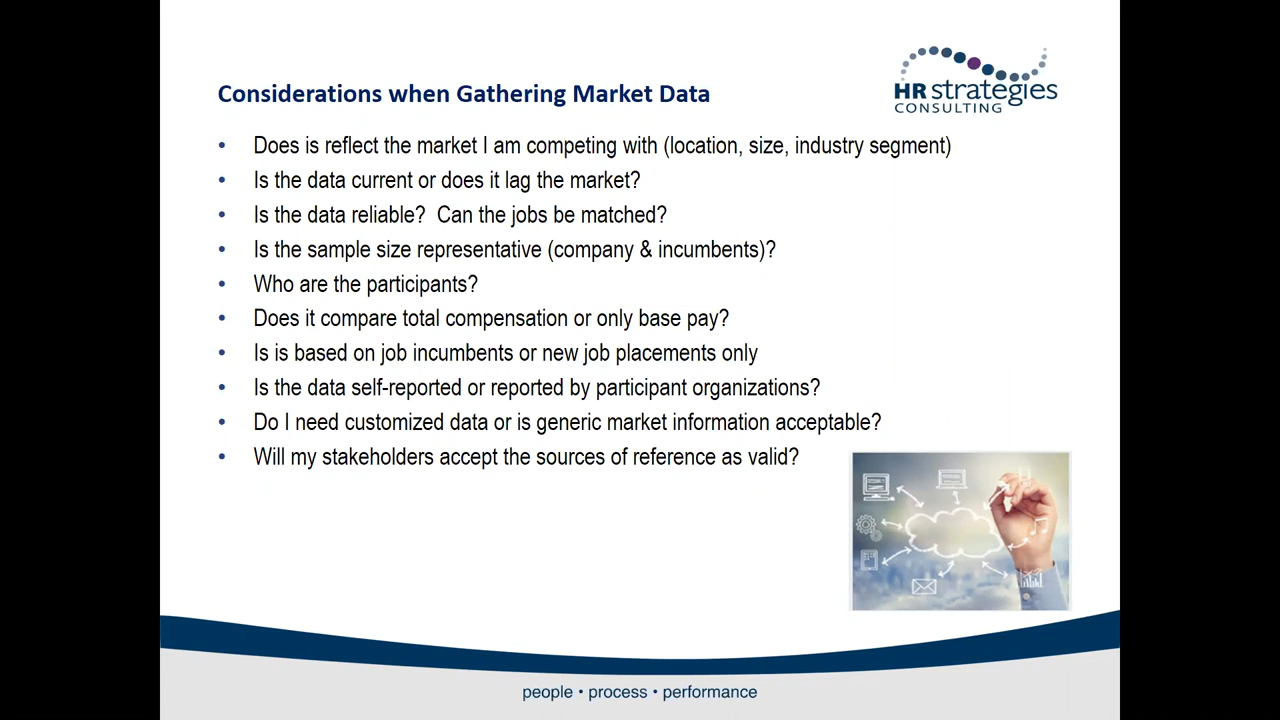 HR strategies
CONSULTING
Considerations when Gathering Market Data
• Does is reflect the market I am competing with (location, size, industry segment)
• Is the data current or does it lag the market?
• Is the data reliable?  Can the jobs be matched?
• Is the sample size representative (company & incumbents)?
• Who are the participants?
• Does it compare total compensation or only base pay?
• Is is based on job incumbents or new job placements only
• Is the data self-reported or reported by participant organizations?
• Do I need customized data or is generic market information acceptable?
• Will my stakeholders accept the sources of reference as valid?
people • process • performance